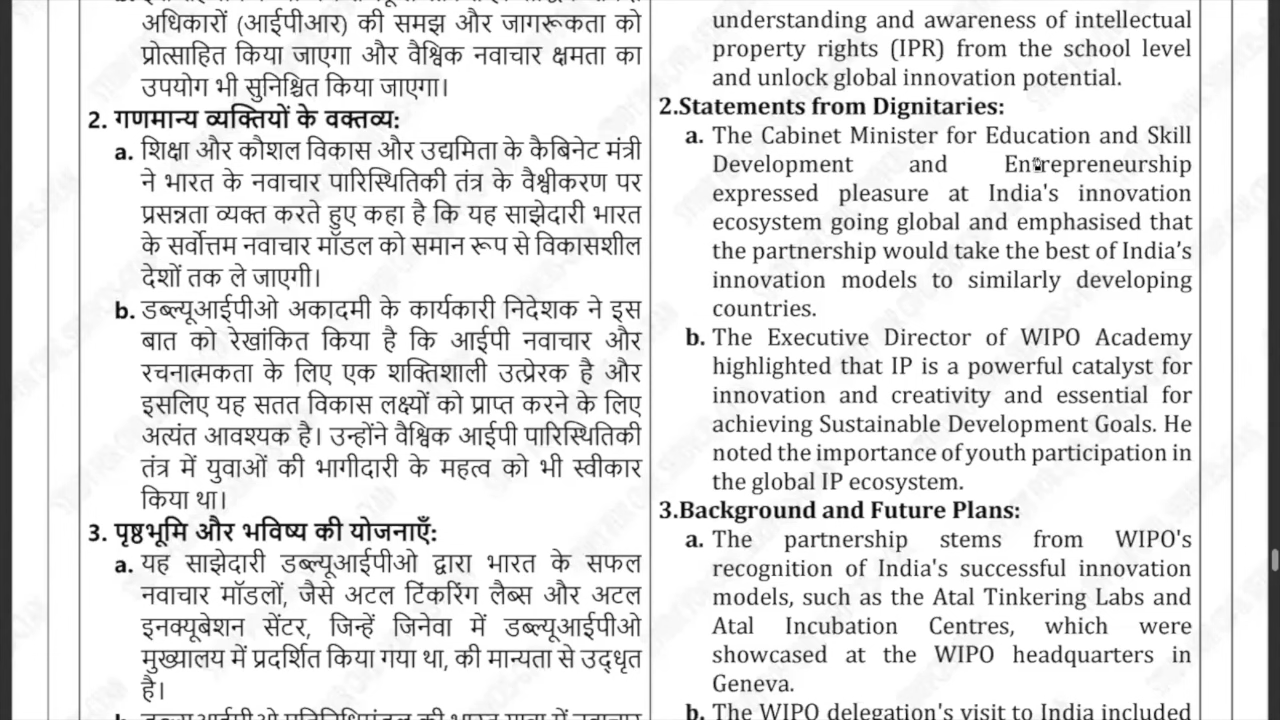 अधिकारों (आईपीआर) की समझ और जागरूकता को
प्रोत्साहित किया जाएगा और वैश्विक नवाचार क्षमता का
उपयोग भी सुनिश्चित किया जाएगा।
2. गणमान्य व्यक्तियों के वक्तव्य:
a. शिक्षा और कौशल विकास और उद्यमिता के कैबिनेट मंत्री
ने भारत के नवाचार पारिस्थितिकी तंत्र के वैश्वीकरण पर
प्रसन्नता व्यक्त करते हुए कहा है कि यह साझेदारी भारत
के सर्वोत्तम नवाचार मॉडल को समान रूप से विकासशील
देशों तक ले जाएगी।
b. डब्ल्यूआईपीओ अकादमी के कार्यकारी निदेशक ने इस
बात को रेखांकित किया है कि आईपी नवाचार और
रचनात्मकता के लिए एक शक्तिशाली उत्प्रेरक है और
इसलिए यह सतत विकास लक्ष्यों को प्राप्त करने के लिए
अत्यंत आवश्यक है। उन्होंने वैश्विक आईपी पारिस्थितिकी
तंत्र में युवाओं की भागीदारी के महत्व को भी स्वीकार
किया था।
3. पृष्ठभूमि और भविष्य की योजनाएँ:
a. यह साझेदारी डब्ल्यूआईपीओ द्वारा भारत के सफल
नवाचार मॉडलों, जैसे अटल टिंकरिंग लैब्स और अटल
इनक्यूबेशन सेंटर, जिन्हें जिनेवा में डब्ल्यूआईपीओ
मुख्यालय में प्रदर्शित किया गया था, की मान्यता से उद्धृत
है।
understanding and awareness of intellectual
property rights (IPR) from the school level
and unlock global innovation potential.
2.Statements from Dignitaries:
a. The Cabinet Minister for Education and Skill
Development and Entrepreneurship
expressed pleasure at India's innovation
ecosystem going global and emphasised that
the partnership would take the best of India's
innovation models to similarly developing
countries.
b. The Executive Director of WIPO Academy
highlighted that IP is a powerful catalyst for
innovation and creativity and essential for
achieving Sustainable Development Goals. He
noted the importance of youth participation in
the global IP ecosystem.
3.Background and Future Plans:
a. The partnership stems from WIPO's
recognition of India's successful innovation
models, such as the Atal Tinkering Labs and
Atal Incubation Centres, which were
showcased at the WIPO headquarters in
Geneva.
b. The WIPO delegation's visit to India included